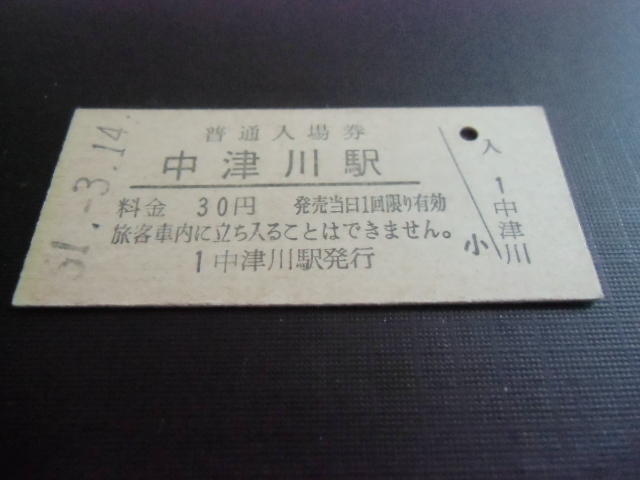 51.-3.14
普通入場券
中津川駅
料金 30円 発売当日1回限り有効
旅客車内に立ち入ることはできません。
1 中津川駅発行
小
入
1 中津川